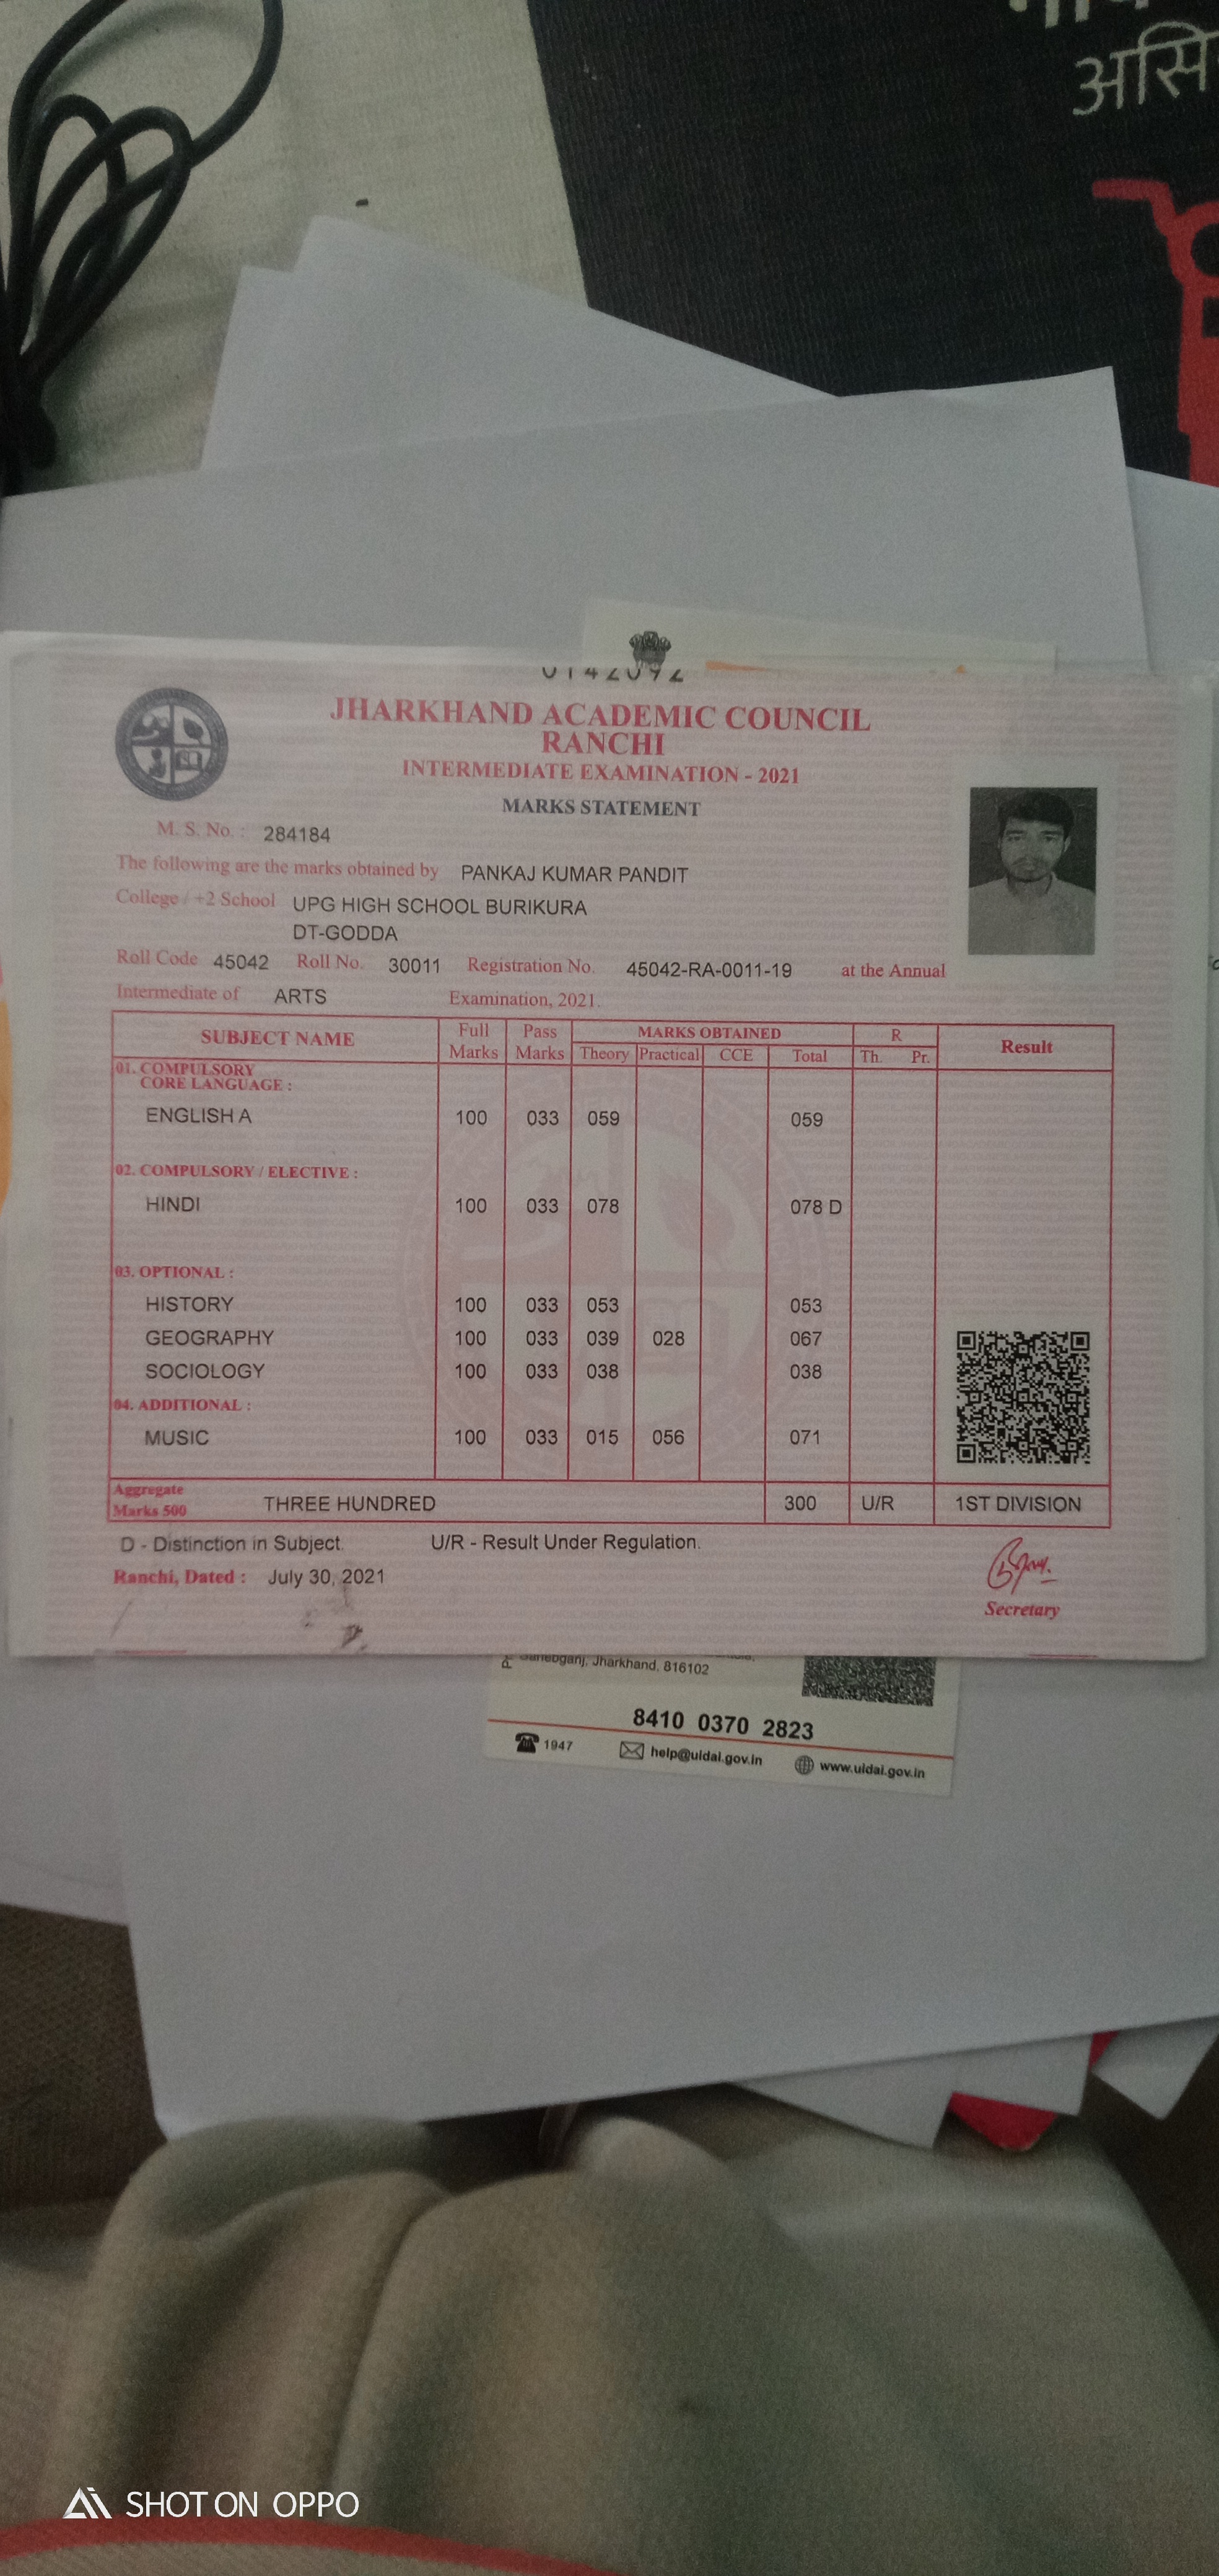 असि
0142092
JHARKHAND ACADEMIC COUNCIL
RANCHI
INTERMEDIATE EXAMINATION - 2021
MARKS STATEMENT
M. S. No. : 284184
The following are the marks obtained by PANKAJ KUMAR PANDIT
College / +2 School UPG HIGH SCHOOL BURIKURA
DT-GODDA
Roll Code 45042 Roll No. 30011 Registration No. 45042-RA-0011-19 at the Annual
Intermediate of ARTS Examination, 2021.
SUBJECT NAME Full Marks Pass Marks MARKS OBTAINED R Result
Theory Practical CCE Total Th. Pr.
01. COMPULSORY
CORE LANGUAGE :
ENGLISH A 100 033 059 059
02. COMPULSORY / ELECTIVE :
HINDI 100 033 078 078 D
03. OPTIONAL :
HISTORY 100 033 053 053
GEOGRAPHY 100 033 039 028 067
SOCIOLOGY 100 033 038 038
04. ADDITIONAL :
MUSIC 100 033 015 056 071
Aggregate
Marks 500 THREE HUNDRED 300 U/R 1ST DIVISION
D - Distinction in Subject. U/R - Result Under Regulation.
Ranchi, Dated : July 30, 2021
Secretary
Sahebganj, Jharkhand, 816102
8410 0370 2823
1947 help@uidai.gov.in www.uidai.gov.in
SHOT ON OPPO